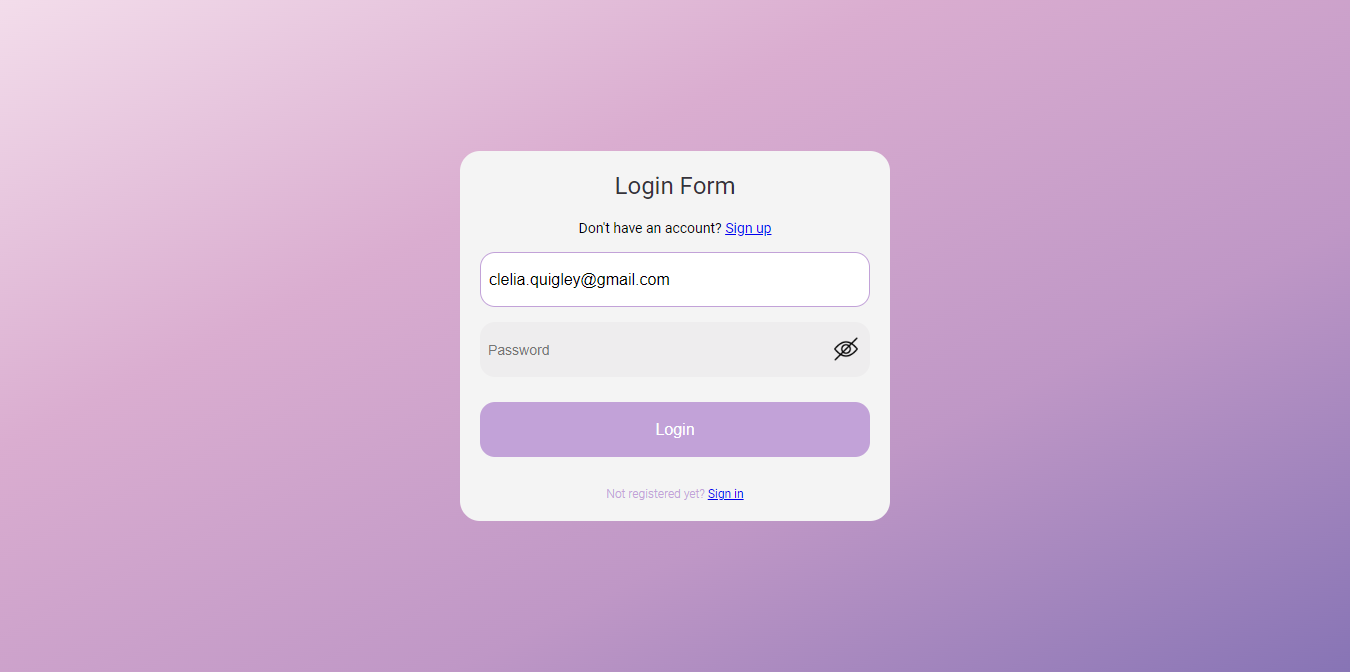 Login Form
Don't have an account? Sign up
clelia.quigley@gmail.com
Password
Login
Not registered yet? Sign in